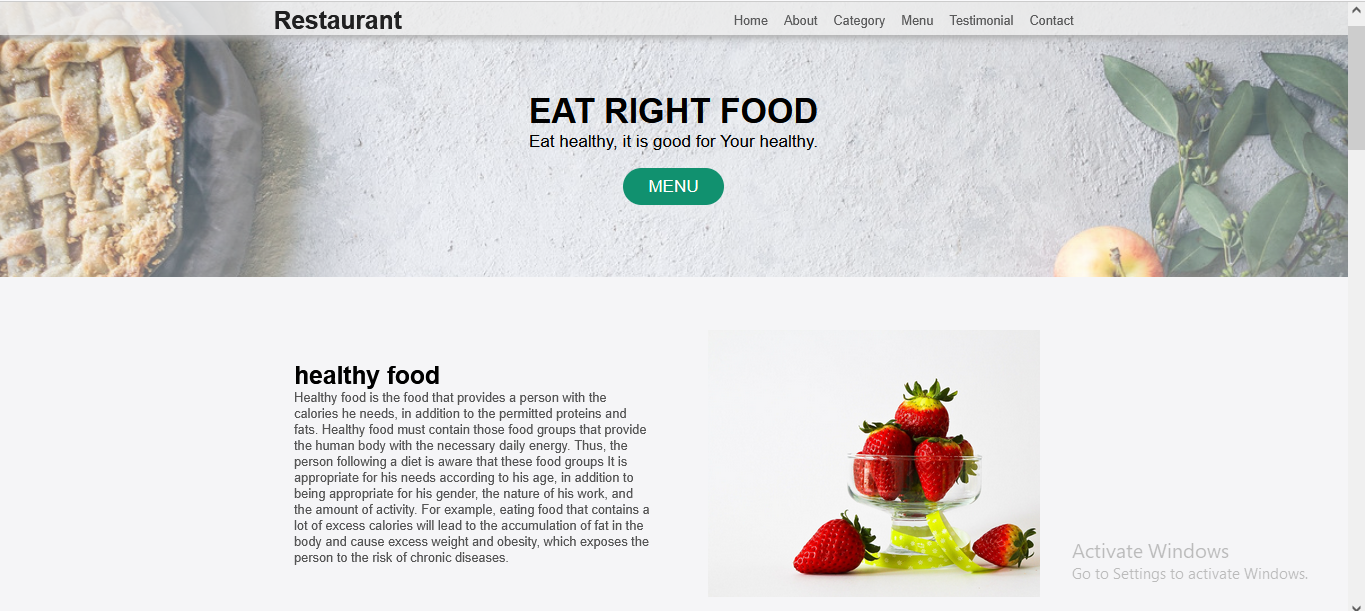 Restaurant
Home About Category Menu Testimonial Contact
EAT RIGHT FOOD
Eat healthy, it is good for Your healthy.
MENU
healthy food
Healthy food is the food that provides a person with the
calories he needs, in addition to the permitted proteins and
fats. Healthy food must contain those food groups that provide
the human body with the necessary daily energy. Thus, the
person following a diet is aware that these food groups It is
appropriate for his needs according to his age, in addition to
being appropriate for his gender, the nature of his work, and
the amount of activity. For example, eating food that contains a
lot of excess calories will lead to the accumulation of fat in the
body and cause excess weight and obesity, which exposes the
person to the risk of chronic diseases.
Activate Windows
Go to Settings to activate Windows.